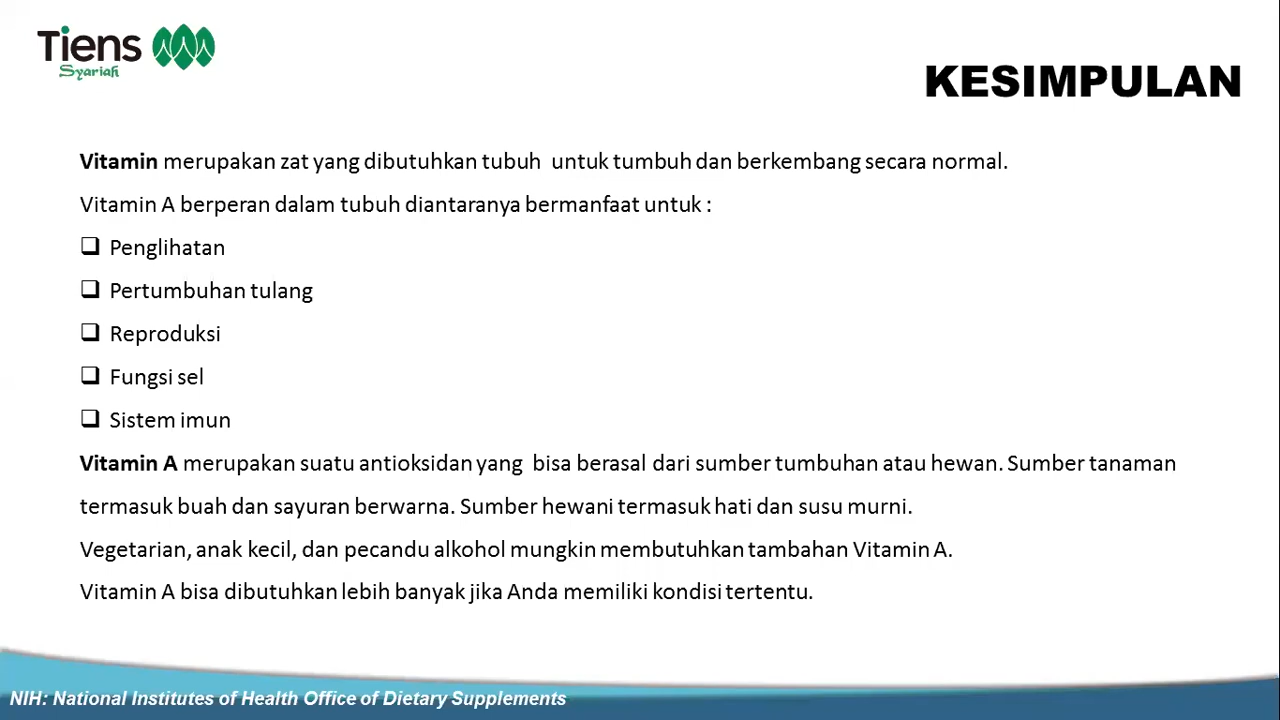 Tiens
Syariah
KESIMPULAN
Vitamin merupakan zat yang dibutuhkan tubuh untuk tumbuh dan berkembang secara normal.
Vitamin A berperan dalam tubuh diantaranya bermanfaat untuk :
❑ Penglihatan
❑ Pertumbuhan tulang
❑ Reproduksi
❑ Fungsi sel
❑ Sistem imun
Vitamin A merupakan suatu antioksidan yang bisa berasal dari sumber tumbuhan atau hewan. Sumber tanaman
termasuk buah dan sayuran berwarna. Sumber hewani termasuk hati dan susu murni.
Vegetarian, anak kecil, dan pecandu alkohol mungkin membutuhkan tambahan Vitamin A.
Vitamin A bisa dibutuhkan lebih banyak jika Anda memiliki kondisi tertentu.
NIH: National Institutes of Health Office of Dietary Supplements